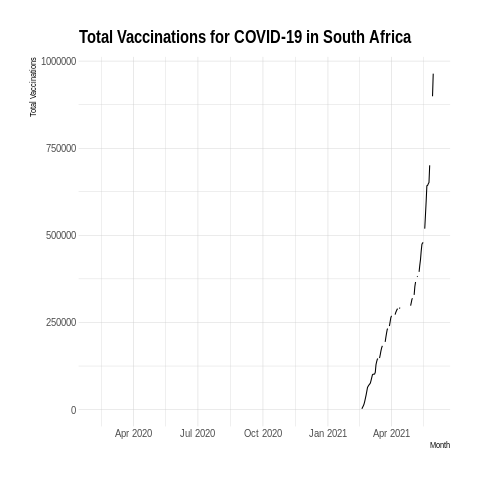 Total Vaccinations for COVID-19 in South Africa
Total Vaccinations
1000000
750000
500000
250000
0
Apr 2020 Jul 2020 Oct 2020 Jan 2021 Apr 2021
Month